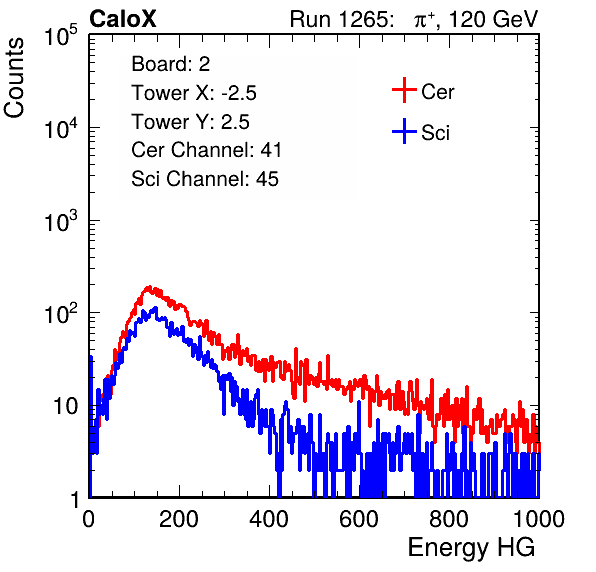 CaloX Run 1265: π⁺, 120 GeV
Counts
10⁵
10⁴
10³
10²
10
1
Board: 2
Tower X: -2.5
Tower Y: 2.5
Cer Channel: 41
Sci Channel: 45
Cer
Sci
0 200 400 600 800 1000
Energy HG